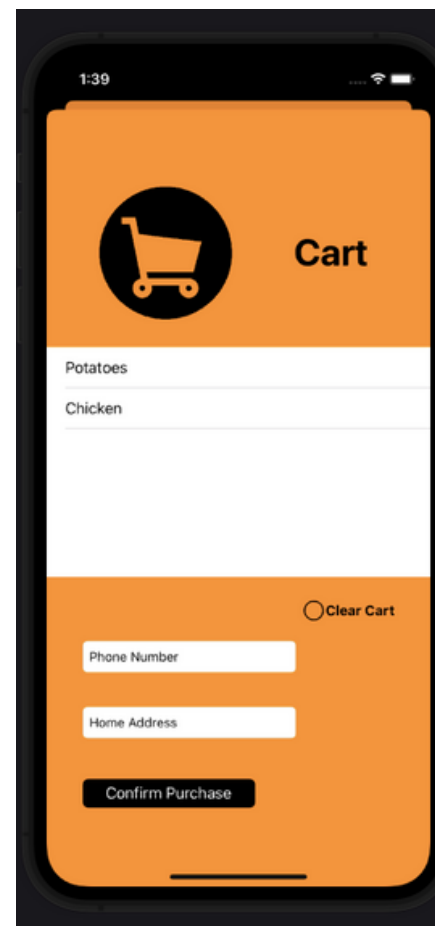 1:39
Cart
Potatoes
Chicken
Clear Cart
Phone Number
Home Address
Confirm Purchase